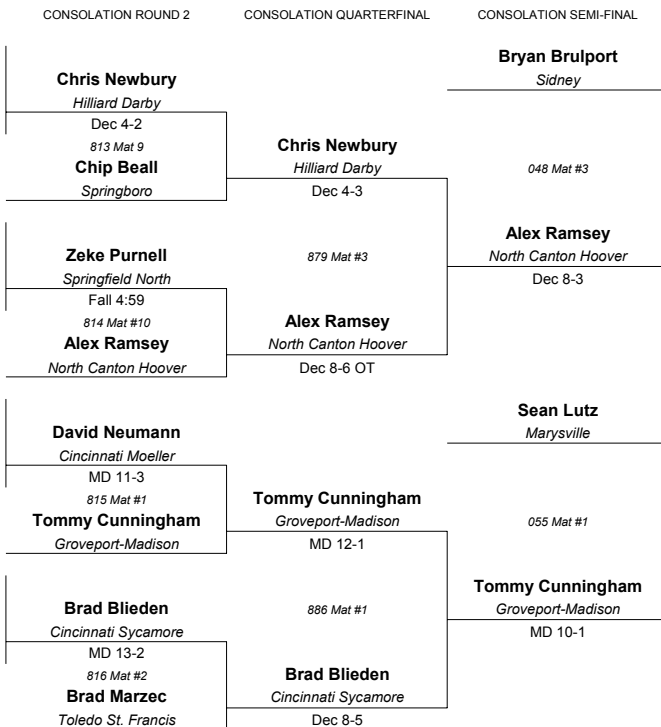 CONSOLATION ROUND 2
CONSOLATION QUARTERFINAL
CONSOLATION SEMI-FINAL
Chris Newbury
Hilliard Darby
Dec 4-2
813 Mat 9
Chip Beall
Springboro
Zeke Purnell
Springfield North
Fall 4:59
814 Mat #10
Alex Ramsey
North Canton Hoover
David Neumann
Cincinnati Moeller
MD 11-3
815 Mat #1
Tommy Cunningham
Groveport-Madison
Brad Blieden
Cincinnati Sycamore
MD 13-2
816 Mat #2
Brad Marzec
Toledo St. Francis
Chris Newbury
Hilliard Darby
Dec 4-3
879 Mat #3
Alex Ramsey
North Canton Hoover
Dec 8-6 OT
Tommy Cunningham
Groveport-Madison
MD 12-1
886 Mat #1
Brad Blieden
Cincinnati Sycamore
Dec 8-5
Bryan Brulport
Sidney
048 Mat #3
Alex Ramsey
North Canton Hoover
Dec 8-3
Sean Lutz
Marysville
055 Mat #1
Tommy Cunningham
Groveport-Madison
MD 10-1